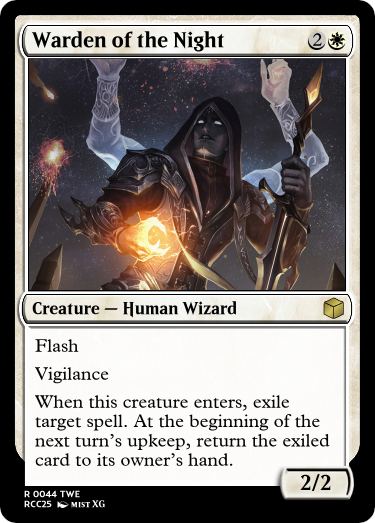 Warden of the Night 2
Creature — Human Wizard
Flash
Vigilance
When this creature enters, exile
target spell. At the beginning of the
next turn's upkeep, return the exiled
card to its owner's hand.
2/2
R 0044 TWE
RCC25 MIST XG